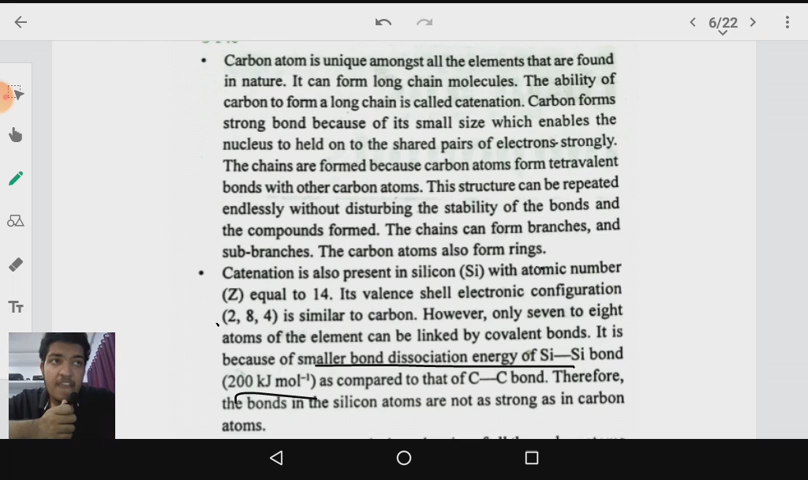 6/22
• Carbon atom is unique amongst all the elements that are found
in nature. It can form long chain molecules. The ability of
carbon to form a long chain is called catenation. Carbon forms
strong bond because of its small size which enables the
nucleus to held on to the shared pairs of electrons strongly.
The chains are formed because carbon atoms form tetravalent
bonds with other carbon atoms. This structure can be repeated
endlessly without disturbing the stability of the bonds and
the compounds formed. The chains can form branches, and
sub-branches. The carbon atoms also form rings.
• Catenation is also present in silicon (Si) with atomic number
(Z) equal to 14. Its valence shell electronic configuration
(2, 8, 4) is similar to carbon. However, only seven to eight
atoms of the element can be linked by covalent bonds. It is
because of smaller bond dissociation energy of Si—Si bond
(200 kJ mol⁻¹) as compared to that of C—C bond. Therefore,
the bonds in the silicon atoms are not as strong as in carbon
atoms.
Tт